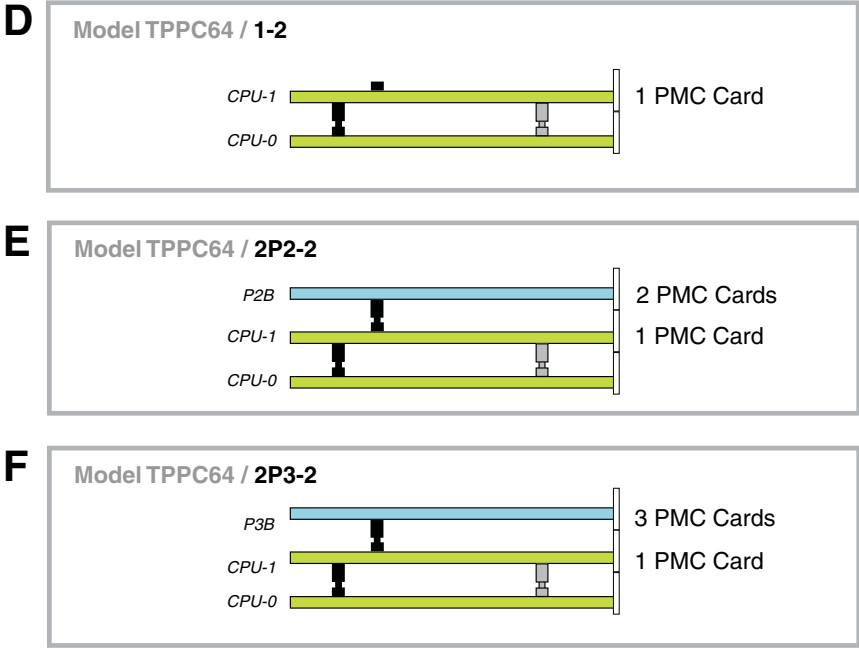 D
Model TPPC64 / 1-2
CPU-1
1 PMC Card
CPU-0
E
Model TPPC64 / 2P2-2
P2B
2 PMC Cards
CPU-1
1 PMC Card
CPU-0
F
Model TPPC64 / 2P3-2
P3B
3 PMC Cards
CPU-1
1 PMC Card
CPU-0